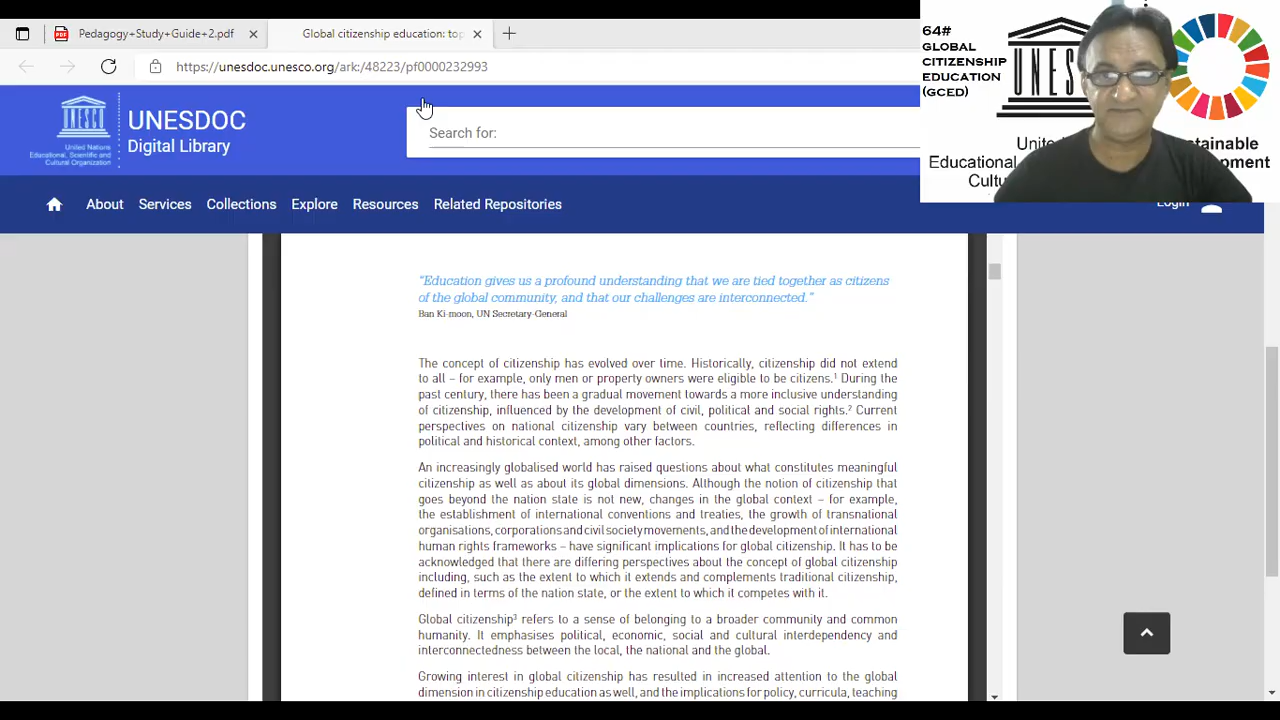 Pedagogy+Study+Guide+2.pdf
Global citizenship education: top
https://unesdoc.unesco.org/ark:/48223/pf0000232993
64#
GLOBAL
CITIZENSHIP
EDUCATION
(GCED)
UNES
Educational
United Nations
Educational, Scientific and
Cultural Organization
UNESDOC
Digital Library
Search for:
About
Services
Collections
Explore
Resources
Related Repositories
Login
"Education gives us a profound understanding that we are tied together as citizens
of the global community, and that our challenges are interconnected."
Ban Ki-moon, UN Secretary-General
The concept of citizenship has evolved over time. Historically, citizenship did not extend
to all – for example, only men or property owners were eligible to be citizens.¹ During the
past century, there has been a gradual movement towards a more inclusive understanding
of citizenship, influenced by the development of civil, political and social rights.² Current
perspectives on national citizenship vary between countries, reflecting differences in
political and historical context, among other factors.
An increasingly globalised world has raised questions about what constitutes meaningful
citizenship as well as about its global dimensions. Although the notion of citizenship that
goes beyond the nation state is not new, changes in the global context – for example,
the establishment of international conventions and treaties, the growth of transnational
organisations, corporations and civil society movements, and the development of international
human rights frameworks – have significant implications for global citizenship. It has to be
acknowledged that there are differing perspectives about the concept of global citizenship
including, such as the extent to which it extends and complements traditional citizenship,
defined in terms of the nation state, or the extent to which it competes with it.
Global citizenship³ refers to a sense of belonging to a broader community and common
humanity. It emphasises political, economic, social and cultural interdependency and
interconnectedness between the local, the national and the global.
Growing interest in global citizenship has resulted in increased attention to the global
dimension in citizenship education as well, and the implications for policy, curricula, teaching